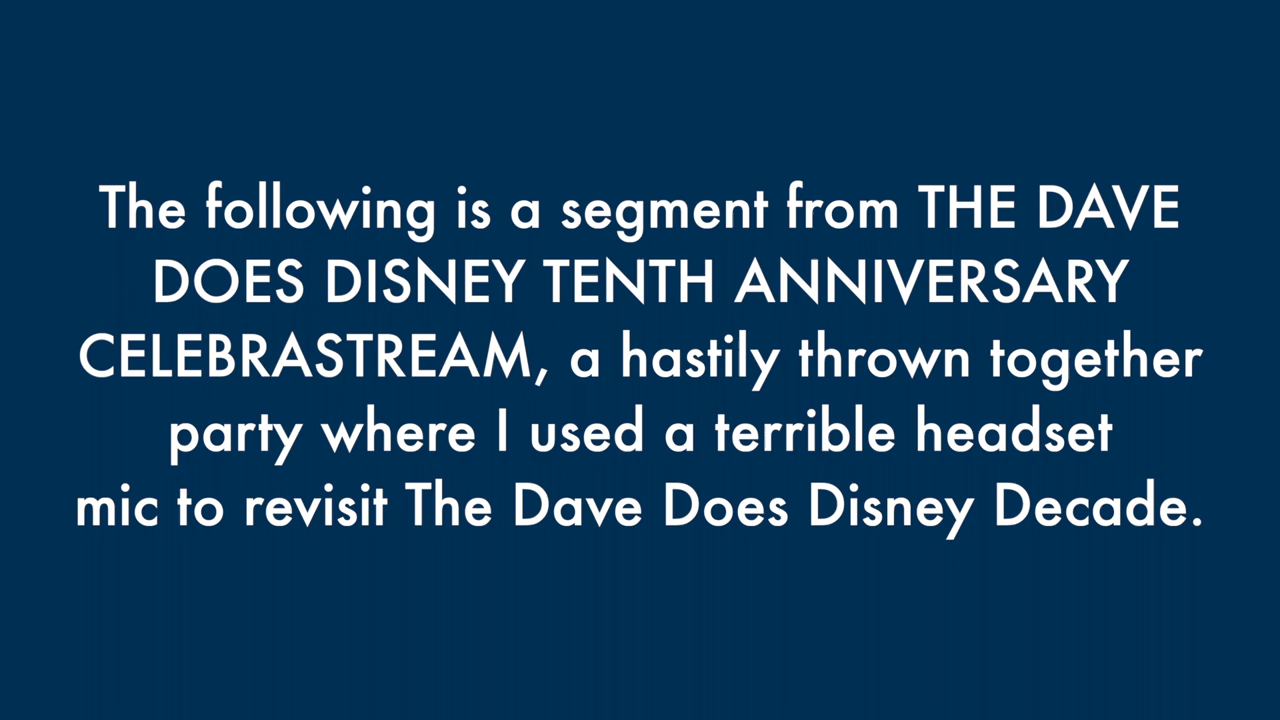 The following is a segment from THE DAVE
DOES DISNEY TENTH ANNIVERSARY
CELEBRASTREAM, a hastily thrown together
party where I used a terrible headset
mic to revisit The Dave Does Disney Decade.